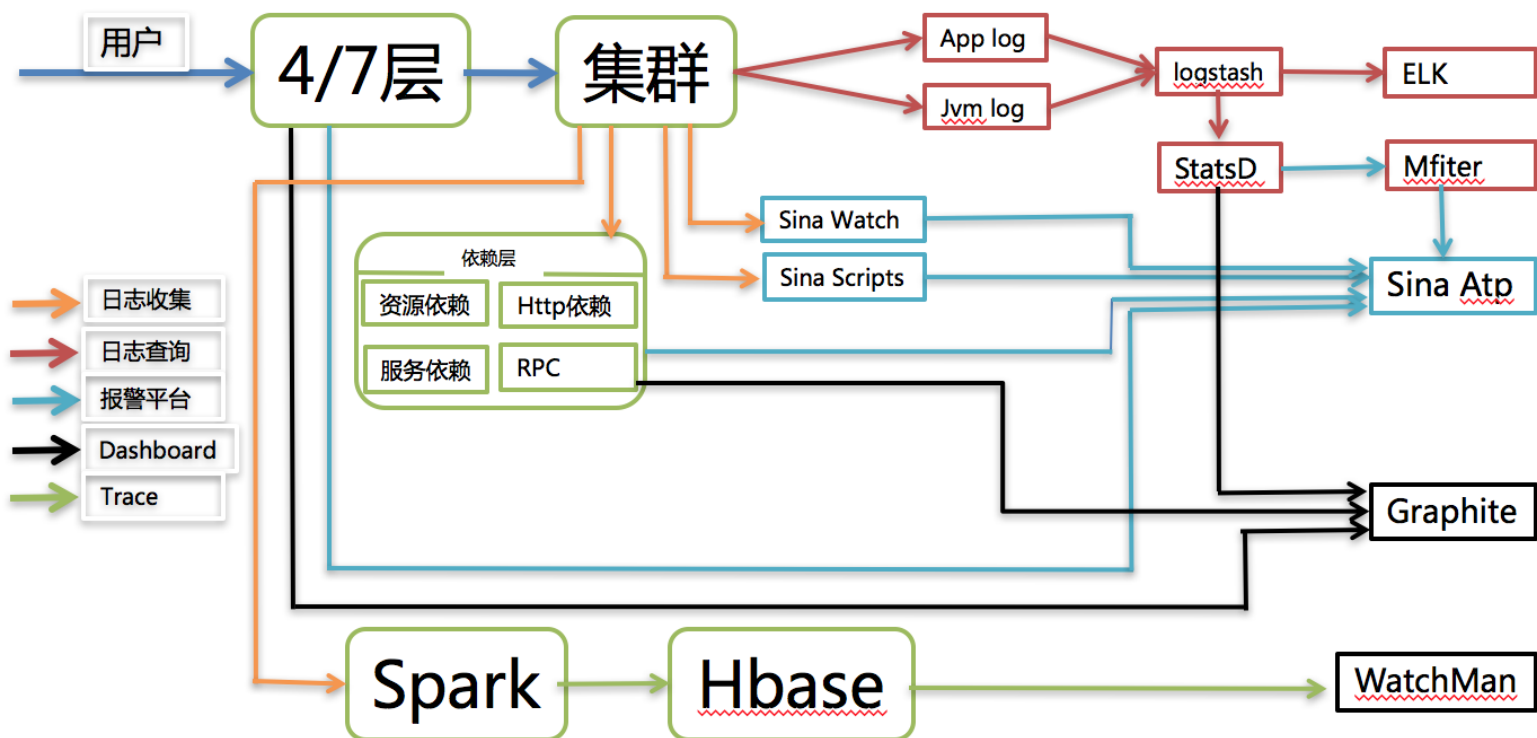 用户
4/7层
集群
App log
Jvm log
logstash
ELK
StatsD
Mfiter
Sina Watch
Sina Scripts
Sina Atp
依赖层
资源依赖
Http依赖
服务依赖
RPC
日志收集
日志查询
报警平台
Dashboard
Trace
Graphite
Spark
Hbase
WatchMan